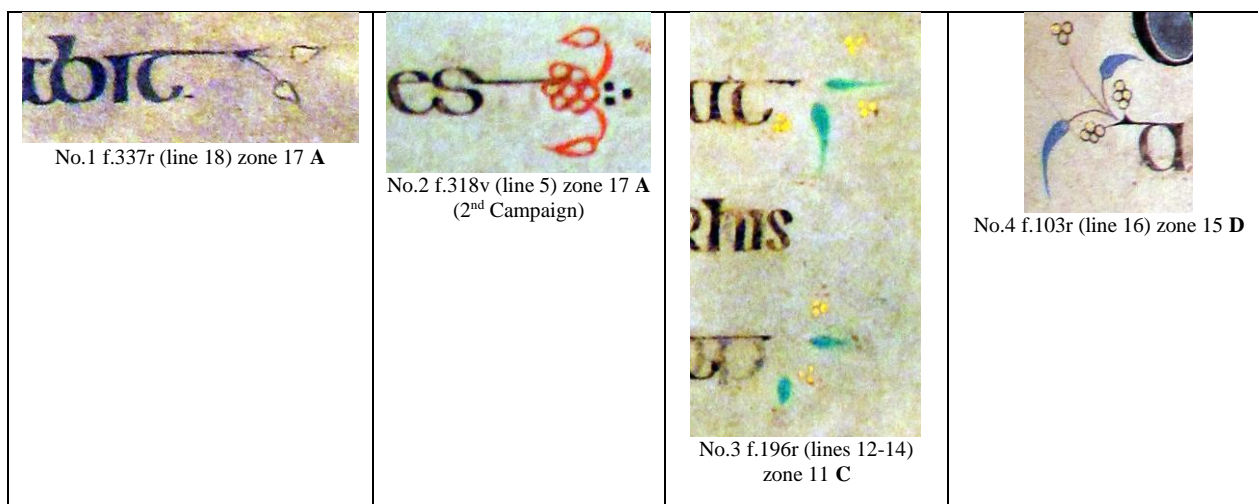 No.1 f.337r (line 18) zone 17 A
es
No.2 f.318v (line 5) zone 17 A
(2nd Campaign)
No.3 f.196r (lines 12-14)
zone 11 C
No.4 f.103r (line 16) zone 15 D